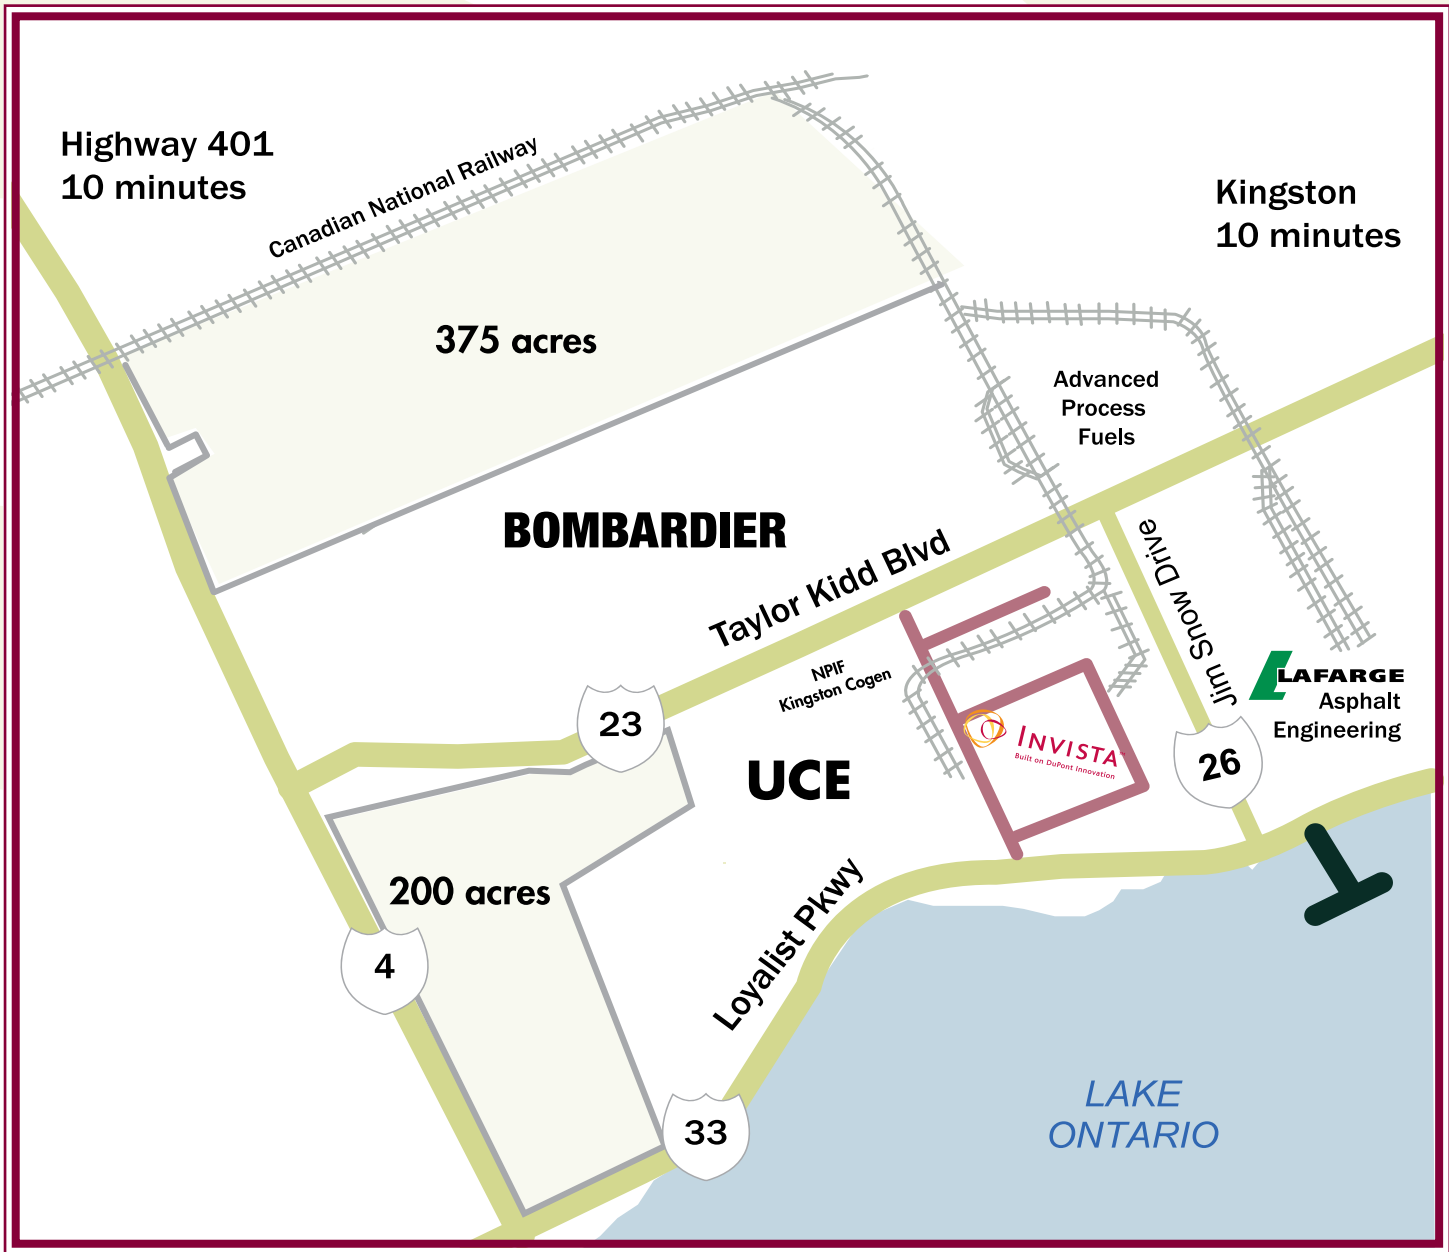 Highway 401
10 minutes
Canadian National Railway
Kingston
10 minutes
375 acres
Advanced
Process
Fuels
BOMBARDIER
Taylor Kidd Blvd
Jim Snow Drive
NPIF
Kingston Cogen
LAFARGE
Asphalt
Engineering
23
INVISTA™
Built on DuPont Innovation
26
UCE
200 acres
Loyalist Pkwy
4
33
LAKE
ONTARIO